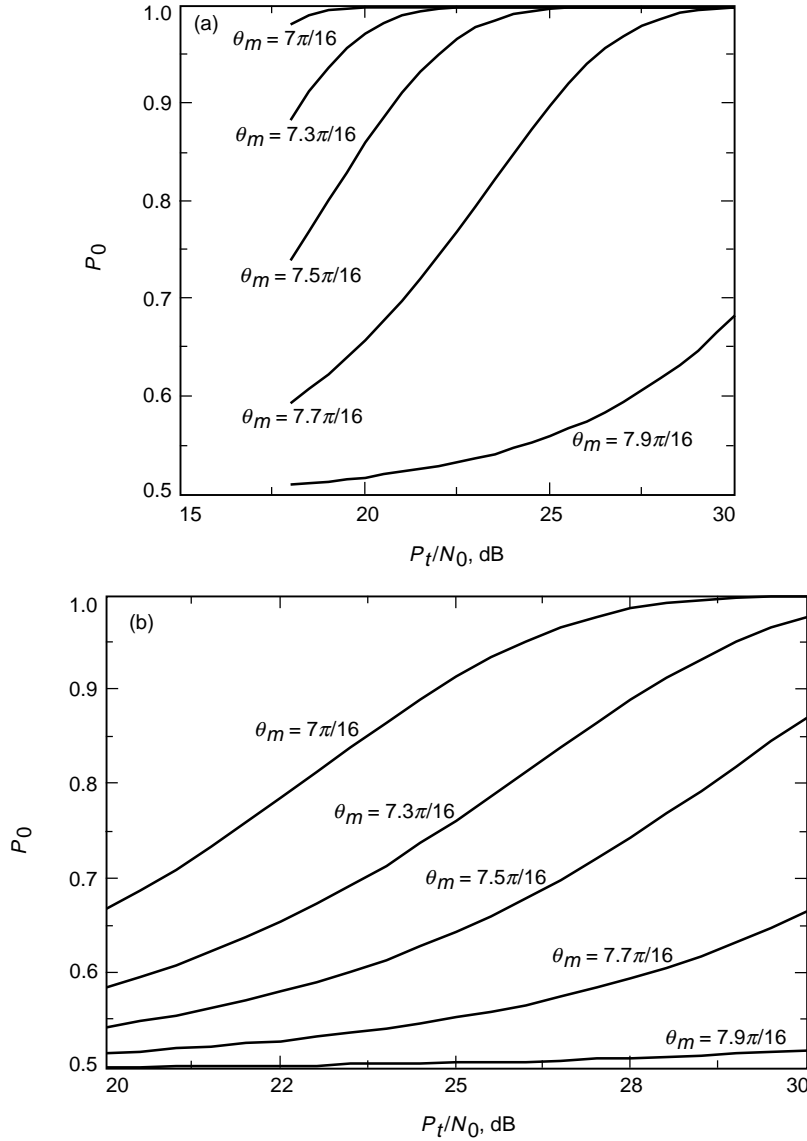 1.0
(a)
θm = 7π/16
0.9
θm = 7.3π/16
0.8
P0
θm = 7.5π/16
0.7
0.6
θm = 7.7π/16
θm = 7.9π/16
0.5
15 20 25 30
Pt/N0, dB
1.0
(b)
0.9
θm = 7π/16
0.8
P0
θm = 7.3π/16
0.7
θm = 7.5π/16
0.6
θm = 7.7π/16
θm = 7.9π/16
0.5
20 22 25 28 30
Pt/N0, dB